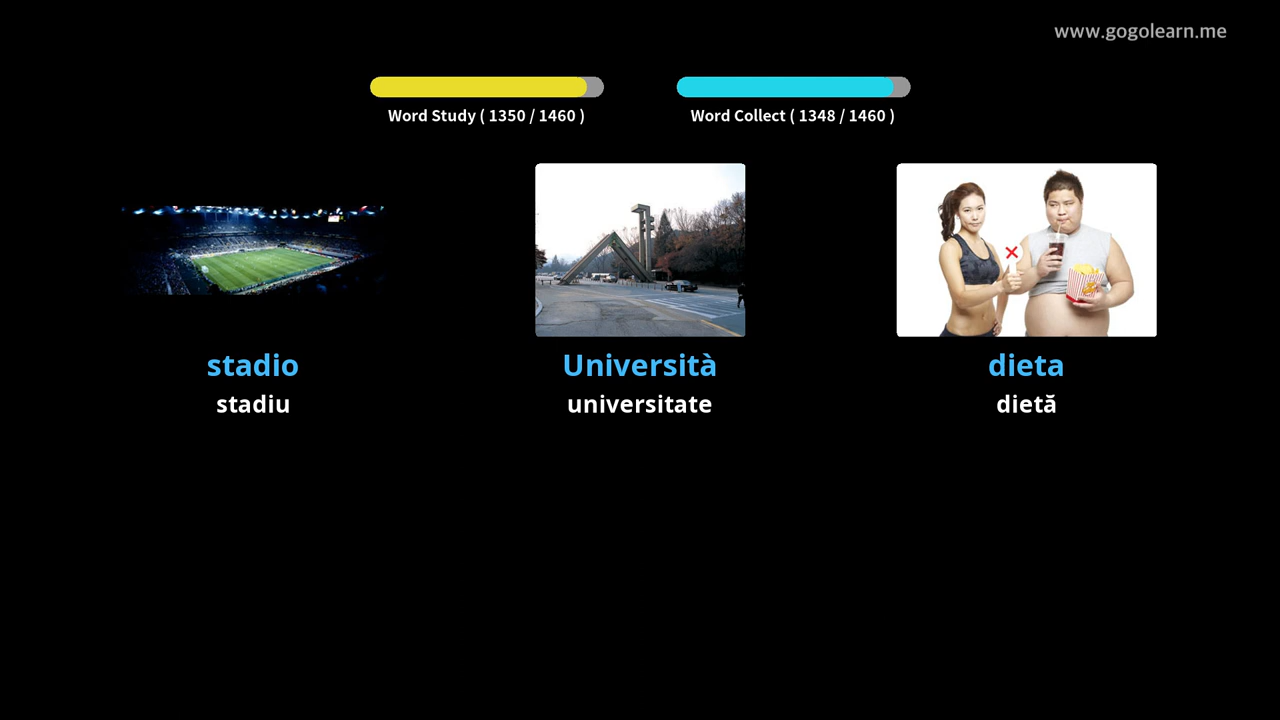 www.gogolearn.me
Word Study ( 1350 / 1460 )
Word Collect ( 1348 / 1460 )
stadio
stadiu
Università
universitate
dieta
dietă